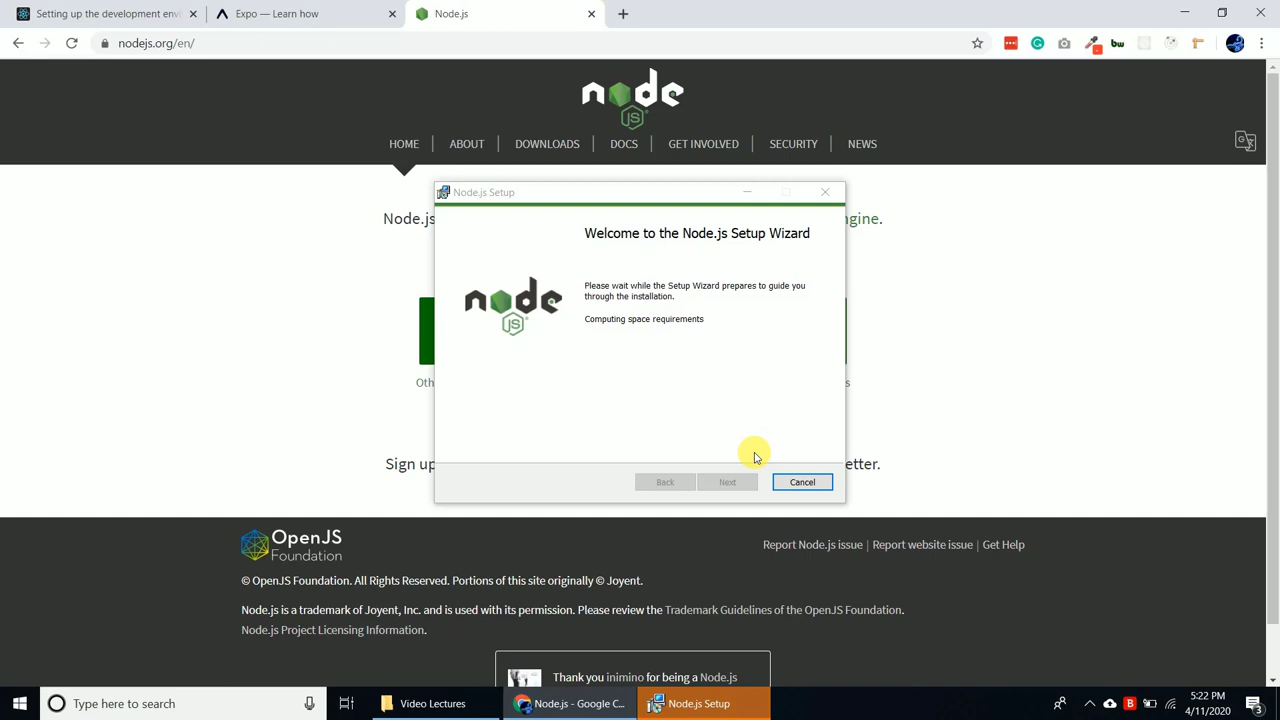 Setting up the development envi
Expo — Learn how
Node.js
nodejs.org/en/
bw
node
JS
HOME
ABOUT
DOWNLOADS
DOCS
GET INVOLVED
SECURITY
NEWS
Node.js Setup
Node.js
ngine.
Welcome to the Node.js Setup Wizard
Please wait while the Setup Wizard prepares to guide you
through the installation.
node
JS
Computing space requirements
Oth
s
Sign up
etter.
Back
Next
Cancel
OpenJS
Foundation
Report Node.js issue | Report website issue | Get Help
© OpenJS Foundation. All Rights Reserved. Portions of this site originally © Joyent.
Node.js is a trademark of Joyent, Inc. and is used with its permission. Please review the Trademark Guidelines of the OpenJS Foundation.
Node.js Project Licensing Information.
Thank you inimino for being a Node.js
Type here to search
Video Lectures
Node.js - Google C...
Node.js Setup
B
5:22 PM
4/11/2020
3